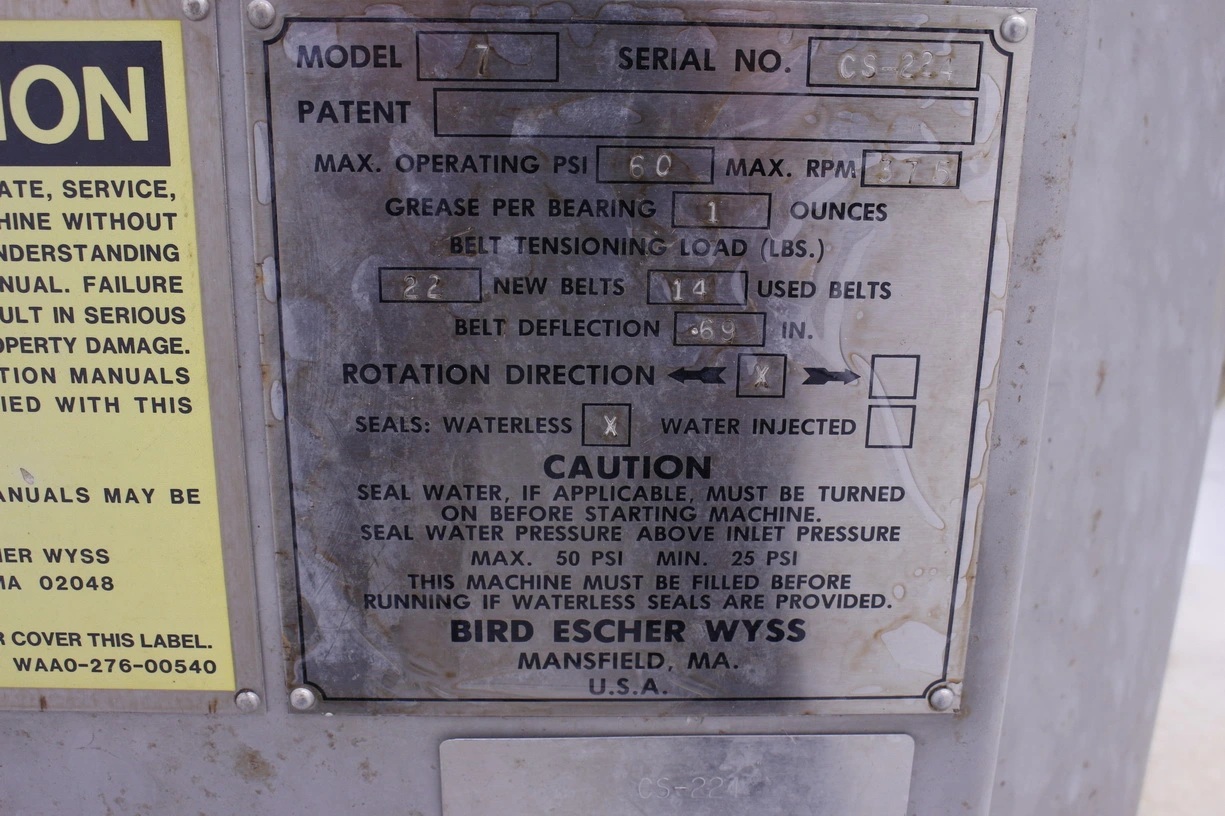 ION
ATE, SERVICE,
HINE WITHOUT
NDERSTANDING
NUAL. FAILURE
ULT IN SERIOUS
OPERTY DAMAGE.
TION MANUALS
IED WITH THIS
ANUALS MAY BE
HER WYSS
MA 02048
R COVER THIS LABEL.
WAAO-276-00540
MODEL 7 SERIAL NO. CS-221
PATENT
MAX. OPERATING PSI 60 MAX. RPM 376
GREASE PER BEARING 1 OUNCES
BELT TENSIONING LOAD (LBS.)
22 NEW BELTS 14 USED BELTS
BELT DEFLECTION .69 IN.
ROTATION DIRECTION ← X →
SEALS: WATERLESS X WATER INJECTED
CAUTION
SEAL WATER, IF APPLICABLE, MUST BE TURNED
ON BEFORE STARTING MACHINE.
SEAL WATER PRESSURE ABOVE INLET PRESSURE
MAX. 50 PSI MIN. 25 PSI
THIS MACHINE MUST BE FILLED BEFORE
RUNNING IF WATERLESS SEALS ARE PROVIDED.
BIRD ESCHER WYSS
MANSFIELD, MA.
U.S.A.
CS-221